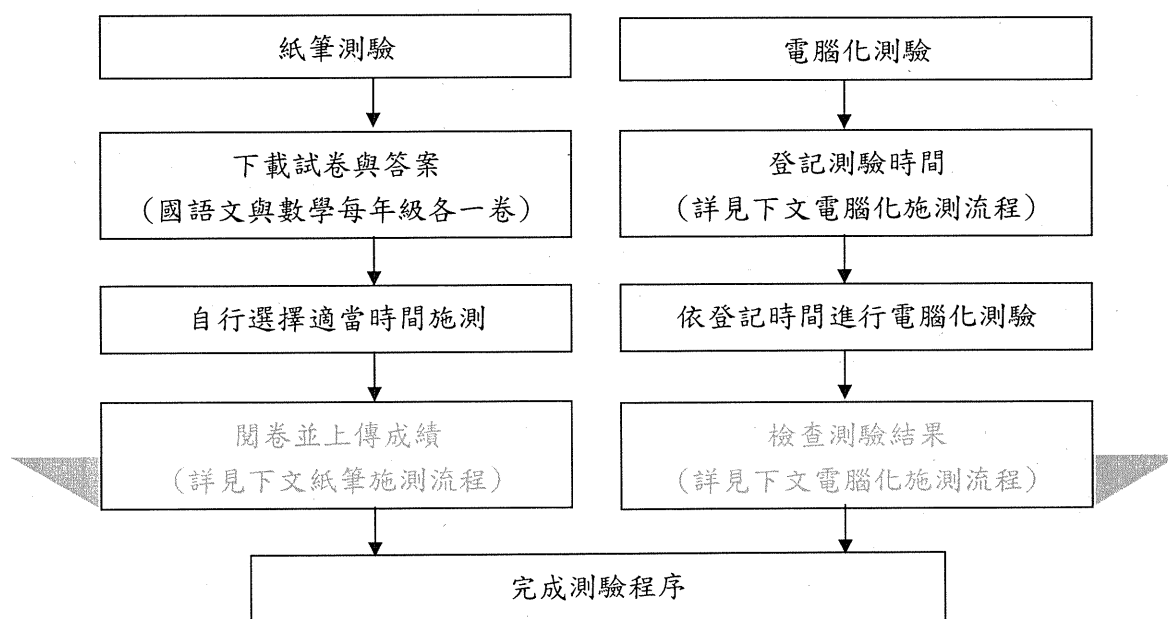 紙筆測驗
下載試卷與答案
（國語文與數學每年級各一卷）
自行選擇適當時間施測
閱卷並上傳成績
（詳見下文紙筆施測流程）
電腦化測驗
登記測驗時間
（詳見下文電腦化施測流程）
依登記時間進行電腦化測驗
檢查測驗結果
（詳見下文電腦化施測流程）
完成測驗程序